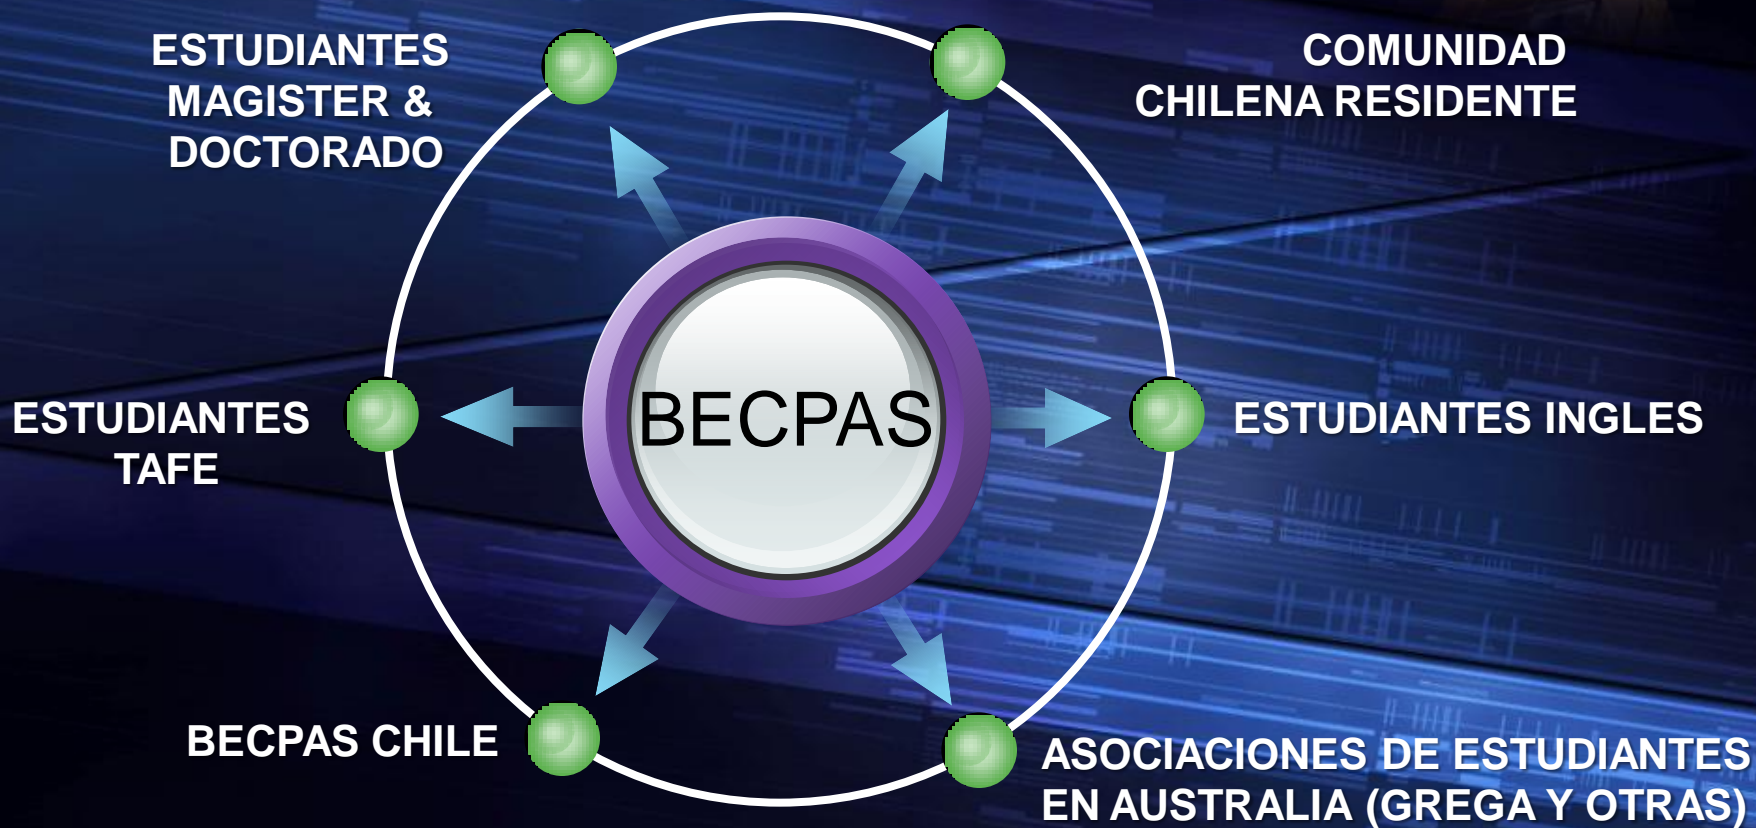 ESTUDIANTES
MAGISTER &
DOCTORADO
COMUNIDAD
CHILENA RESIDENTE
BECPAS
ESTUDIANTES
TAFE
ESTUDIANTES INGLES
BECPAS CHILE
ASOCIACIONES DE ESTUDIANTES
EN AUSTRALIA (GREGA Y OTRAS)